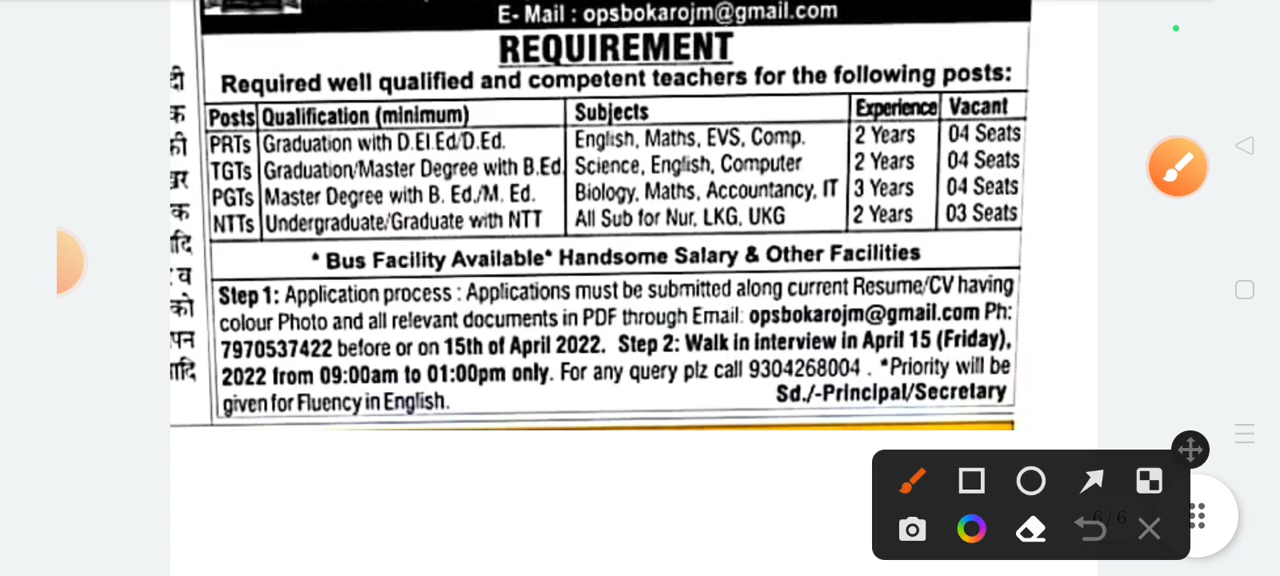 E- Mail : opsbokarojm@gmail.com
REQUIREMENT
Required well qualified and competent teachers for the following posts:
Posts Qualification (minimum) Subjects Experience Vacant
PRTs Graduation with D.El.Ed/D.Ed. English, Maths, EVS, Comp. 2 Years 04 Seats
TGTs Graduation/Master Degree with B.Ed Science, English, Computer 2 Years 04 Seats
PGTs Master Degree with B. Ed./M. Ed. Biology, Maths, Accountancy, IT 3 Years 04 Seats
NTTs Undergraduate/Graduate with NTT All Sub for Nur, LKG, UKG 2 Years 03 Seats
* Bus Facility Available* Handsome Salary & Other Facilities
Step 1: Application process : Applications must be submitted along current Resume/CV having
colour Photo and all relevant documents in PDF through Email: opsbokarojm@gmail.com Ph:
7970537422 before or on 15th of April 2022. Step 2: Walk in interview in April 15 (Friday),
2022 from 09:00am to 01:00pm only. For any query plz call 9304268004 . *Priority will be
given for Fluency in English.
Sd./-Principal/Secretary
6/6